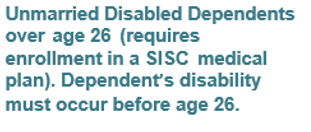 Unmarried Disabled Dependents
over age 26 (requires
enrollment in a SISC medical
plan). Dependent's disability
must occur before age 26.